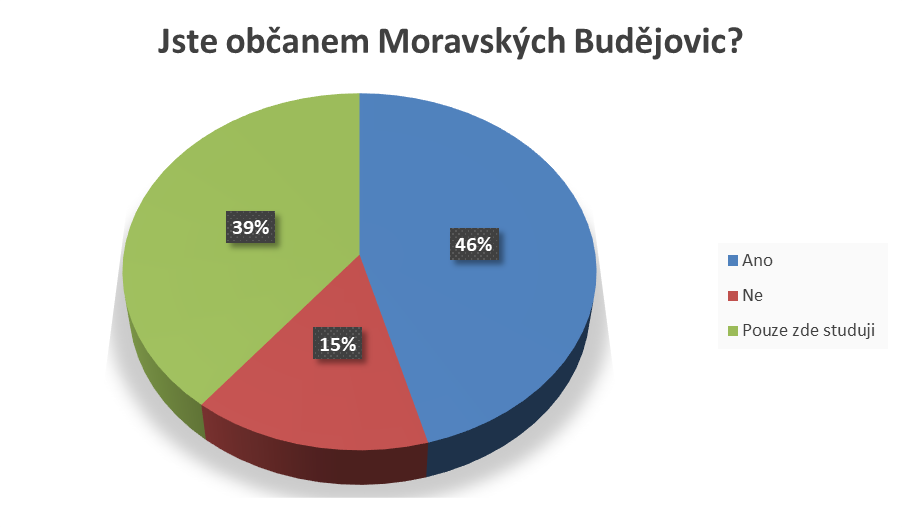 Jste občanem Moravských Budějovic?
39%
46%
15%
Ano
Ne
Pouze zde studuji